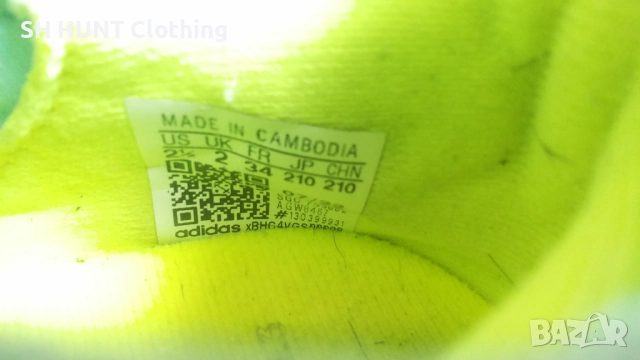 SH HUNT Clothing
MADE IN CAMBODIA
US UK FR JP CHN
2½ 2 34 210 210
#130399931
adidas
BAZAR